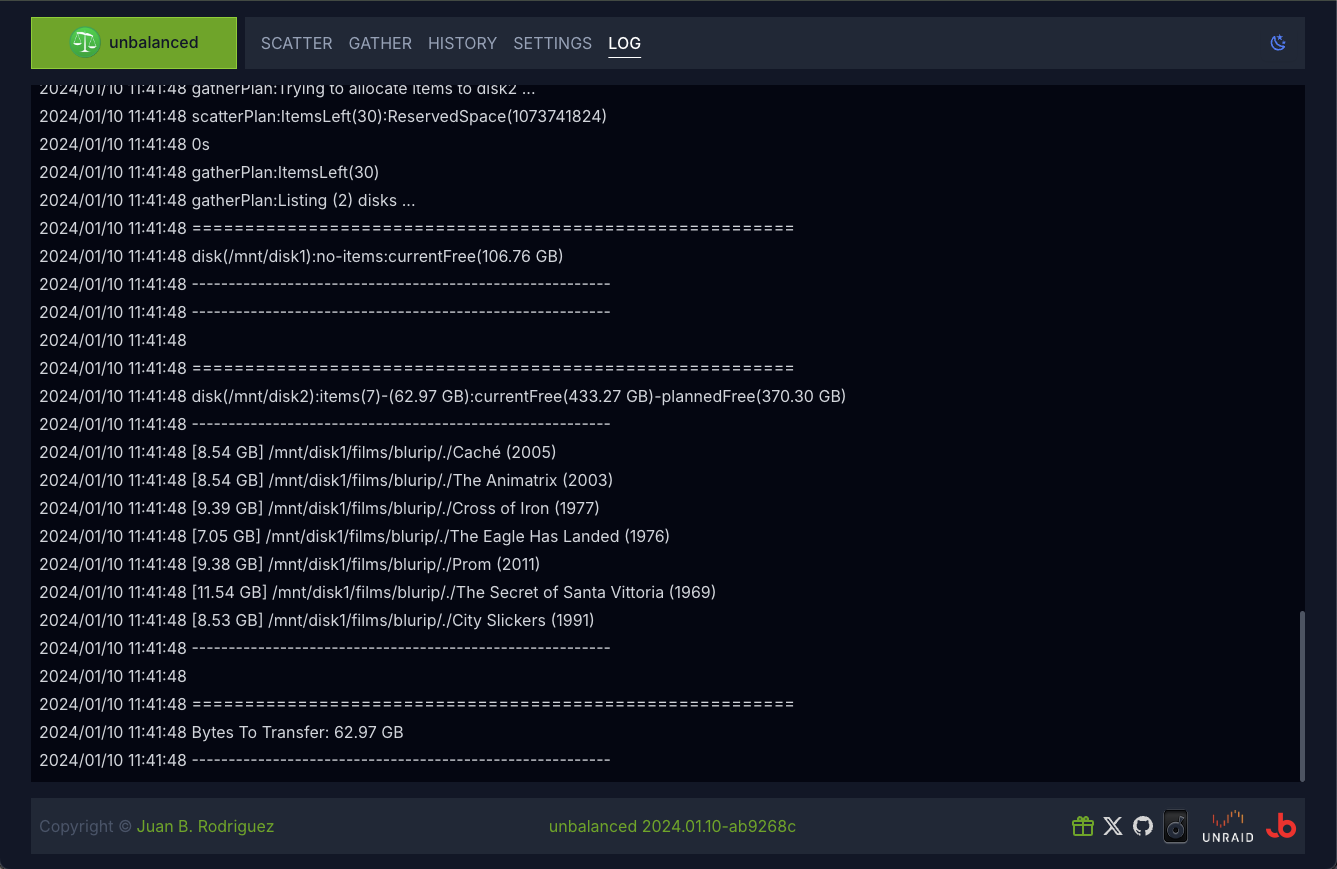 unbalanced SCATTER GATHER HISTORY SETTINGS LOG
2024/01/10 11:41:48 gatherPlan:Trying to allocate items to disk2 ...
2024/01/10 11:41:48 scatterPlan:ItemsLeft(30):ReservedSpace(1073741824)
2024/01/10 11:41:48 0s
2024/01/10 11:41:48 gatherPlan:ItemsLeft(30)
2024/01/10 11:41:48 gatherPlan:Listing (2) disks ...
2024/01/10 11:41:48 =========================================================
2024/01/10 11:41:48 disk(/mnt/disk1):no-items:currentFree(106.76 GB)
2024/01/10 11:41:48 ---------------------------------------------------------
2024/01/10 11:41:48 ---------------------------------------------------------
2024/01/10 11:41:48
2024/01/10 11:41:48 =========================================================
2024/01/10 11:41:48 disk(/mnt/disk2):items(7)-(62.97 GB):currentFree(433.27 GB)-plannedFree(370.30 GB)
2024/01/10 11:41:48 ---------------------------------------------------------
2024/01/10 11:41:48 [8.54 GB] /mnt/disk1/films/blurip/./Caché (2005)
2024/01/10 11:41:48 [8.54 GB] /mnt/disk1/films/blurip/./The Animatrix (2003)
2024/01/10 11:41:48 [9.39 GB] /mnt/disk1/films/blurip/./Cross of Iron (1977)
2024/01/10 11:41:48 [7.05 GB] /mnt/disk1/films/blurip/./The Eagle Has Landed (1976)
2024/01/10 11:41:48 [9.38 GB] /mnt/disk1/films/blurip/./Prom (2011)
2024/01/10 11:41:48 [11.54 GB] /mnt/disk1/films/blurip/./The Secret of Santa Vittoria (1969)
2024/01/10 11:41:48 [8.53 GB] /mnt/disk1/films/blurip/./City Slickers (1991)
2024/01/10 11:41:48 ---------------------------------------------------------
2024/01/10 11:41:48
2024/01/10 11:41:48 =========================================================
2024/01/10 11:41:48 Bytes To Transfer: 62.97 GB
2024/01/10 11:41:48 ---------------------------------------------------------
Copyright © Juan B. Rodriguez unbalanced 2024.01.10-ab9268c UNRAID jb